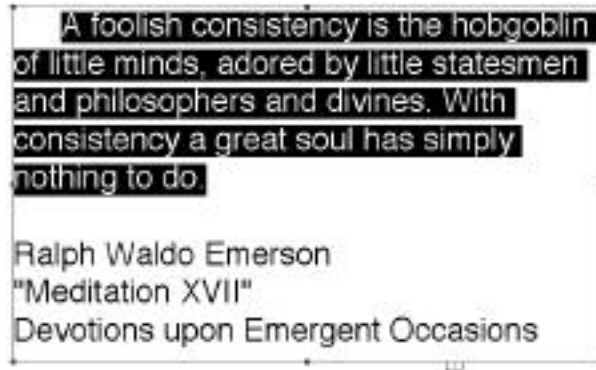 A foolish consistency is the hobgoblin
of little minds, adored by little statesmen
and philosophers and divines. With
consistency a great soul has simply
nothing to do.
Ralph Waldo Emerson
"Meditation XVII"
Devotions upon Emergent Occasions